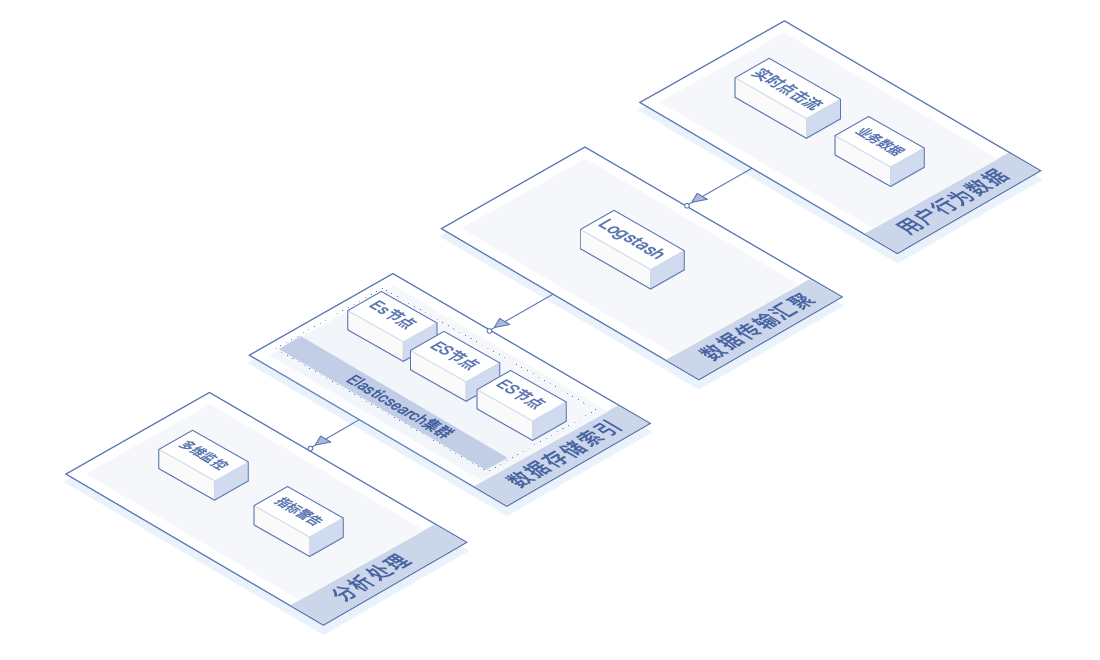 实时点击流
业务数据
用户行为数据
Logstash
数据传输汇聚
Es节点
ES节点
ES节点
Elasticsearch集群
数据存储索引
多维监控
指标警告
分析处理